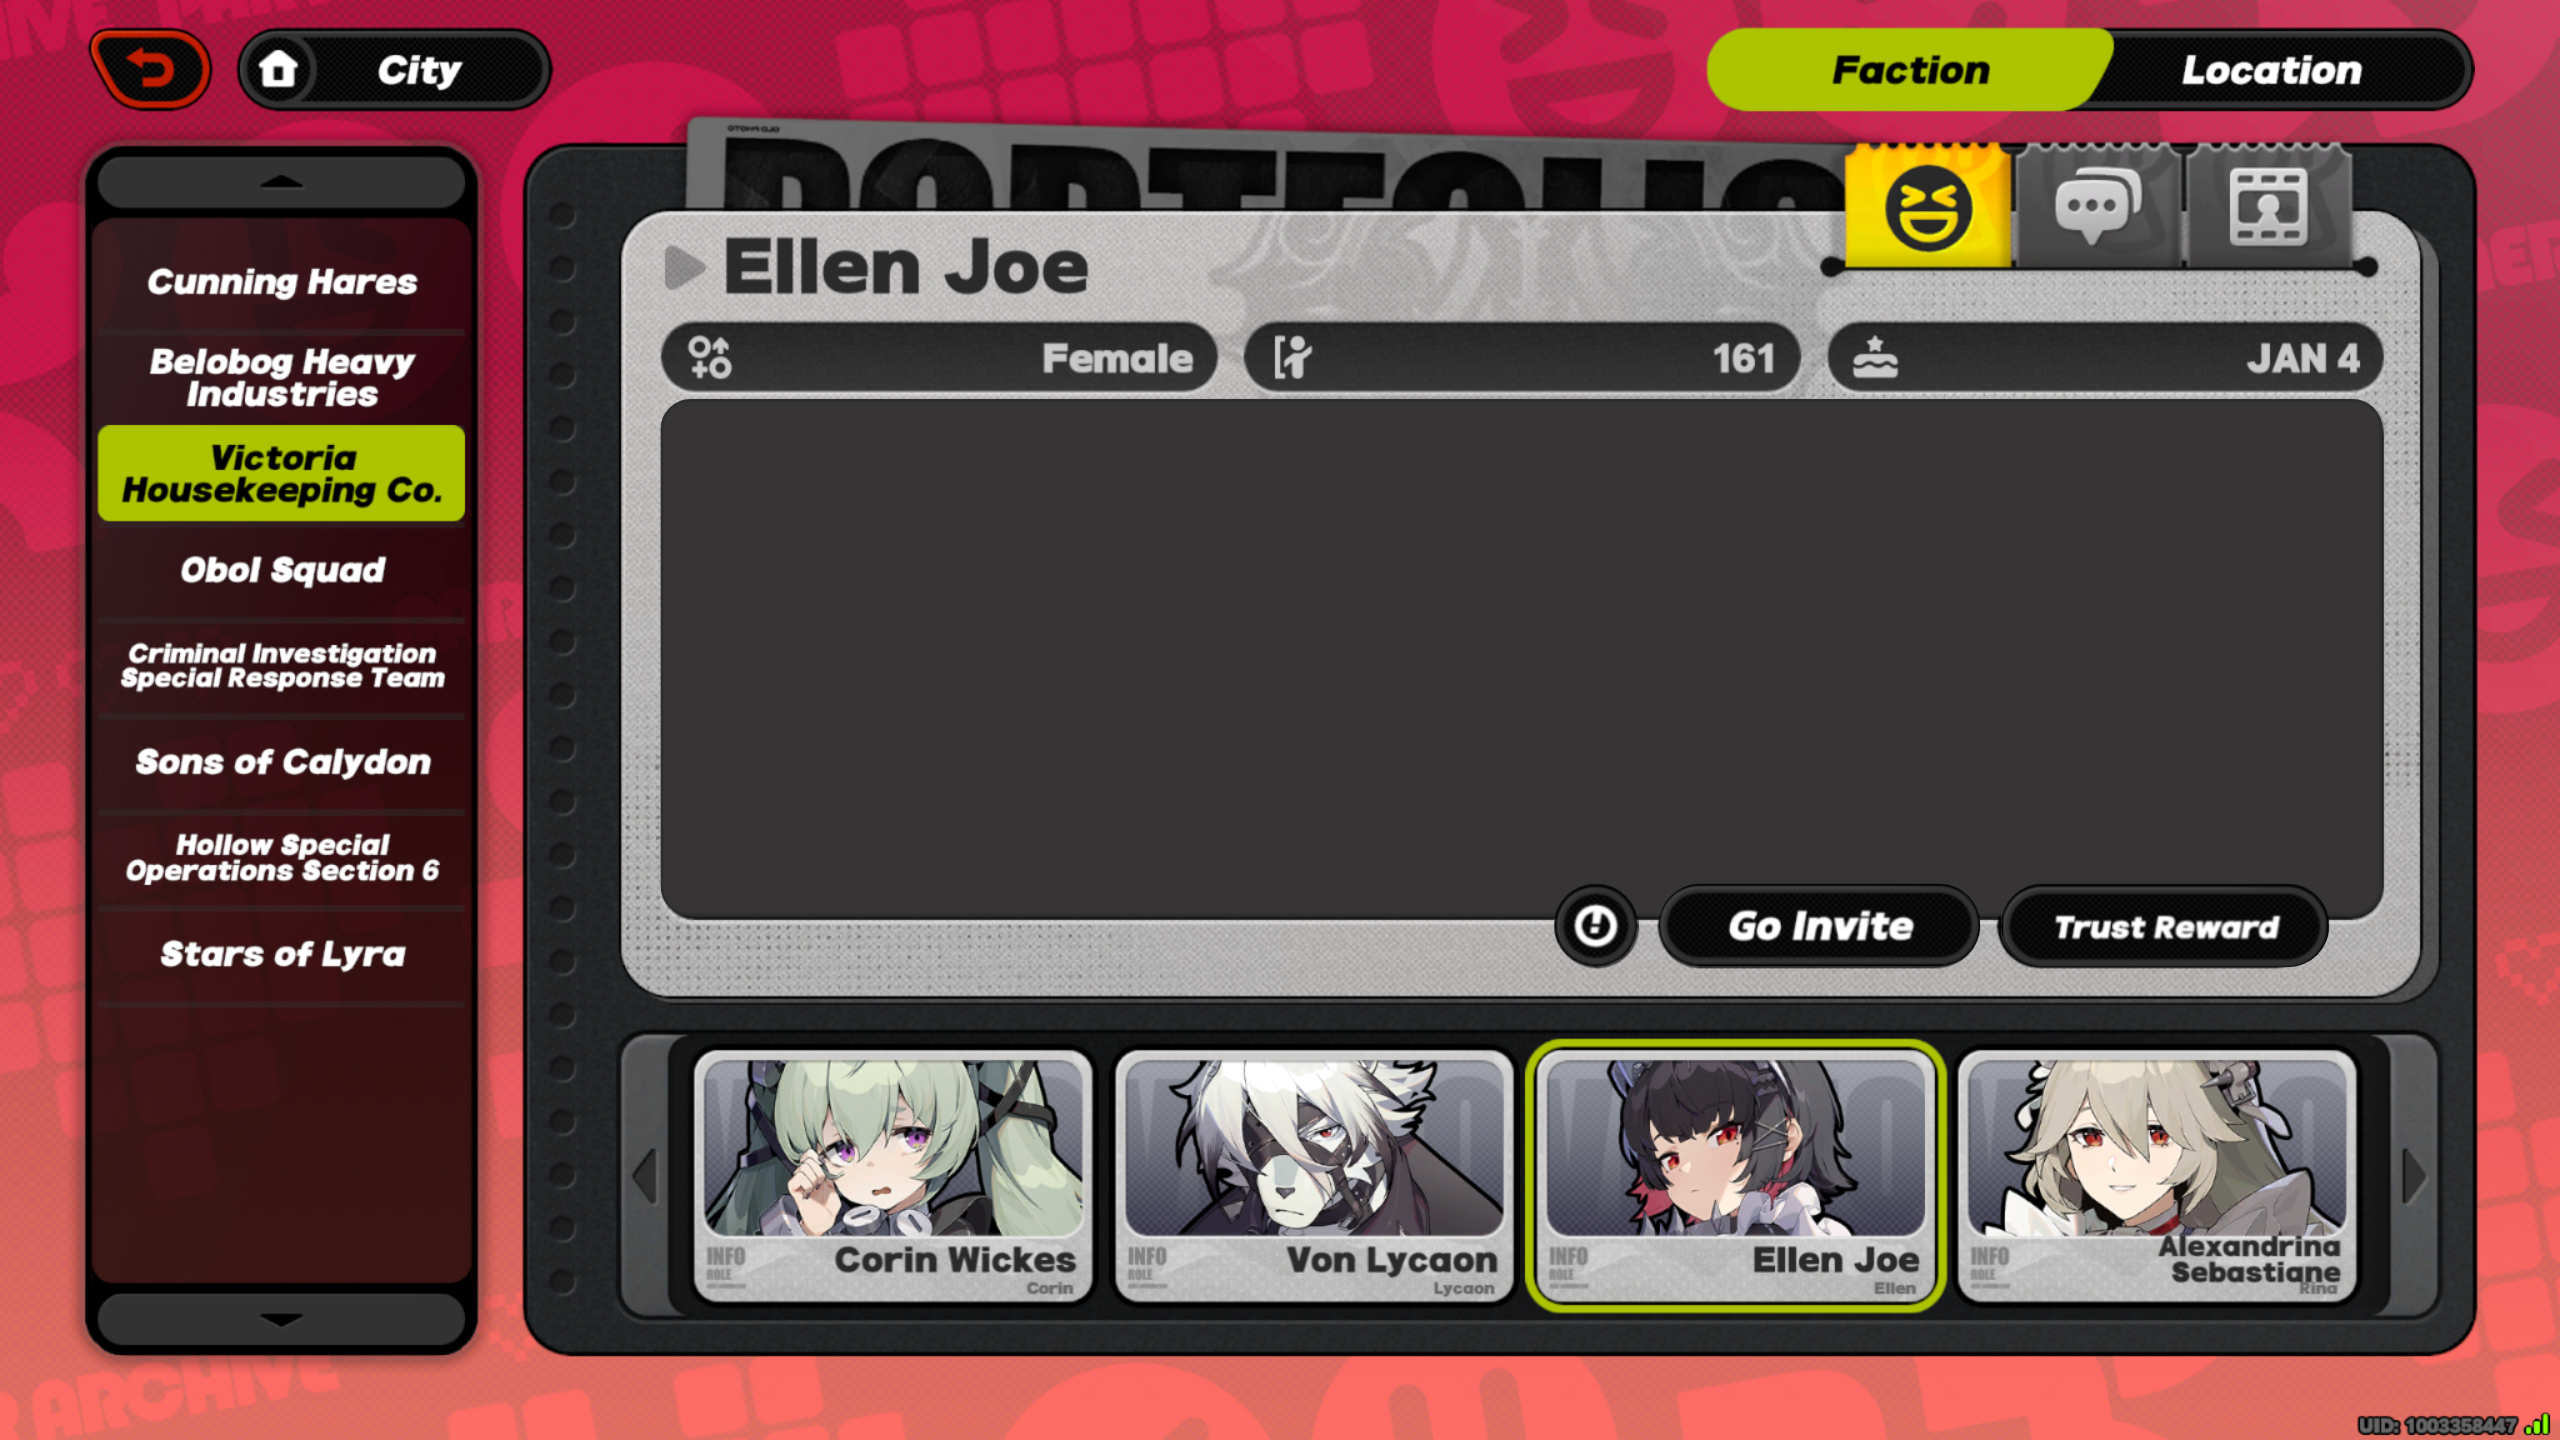 City
Faction
Location
PORTFOLIO
Ellen Joe
Female
161
JAN 4
Cunning Hares
Belobog Heavy
Industries
Victoria
Housekeeping Co.
Obol Squad
Criminal Investigation
Special Response Team
Sons of Calydon
Hollow Special
Operations Section 6
Stars of Lyra
Go Invite
Trust Reward
INFO
ROLE
Corin Wickes
Corin
INFO
ROLE
Von Lycaon
Lycaon
INFO
ROLE
Ellen Joe
Ellen
INFO
ROLE
Alexandrina
Sebastiane
Rina
ARCHIVE
UID: 1003358447